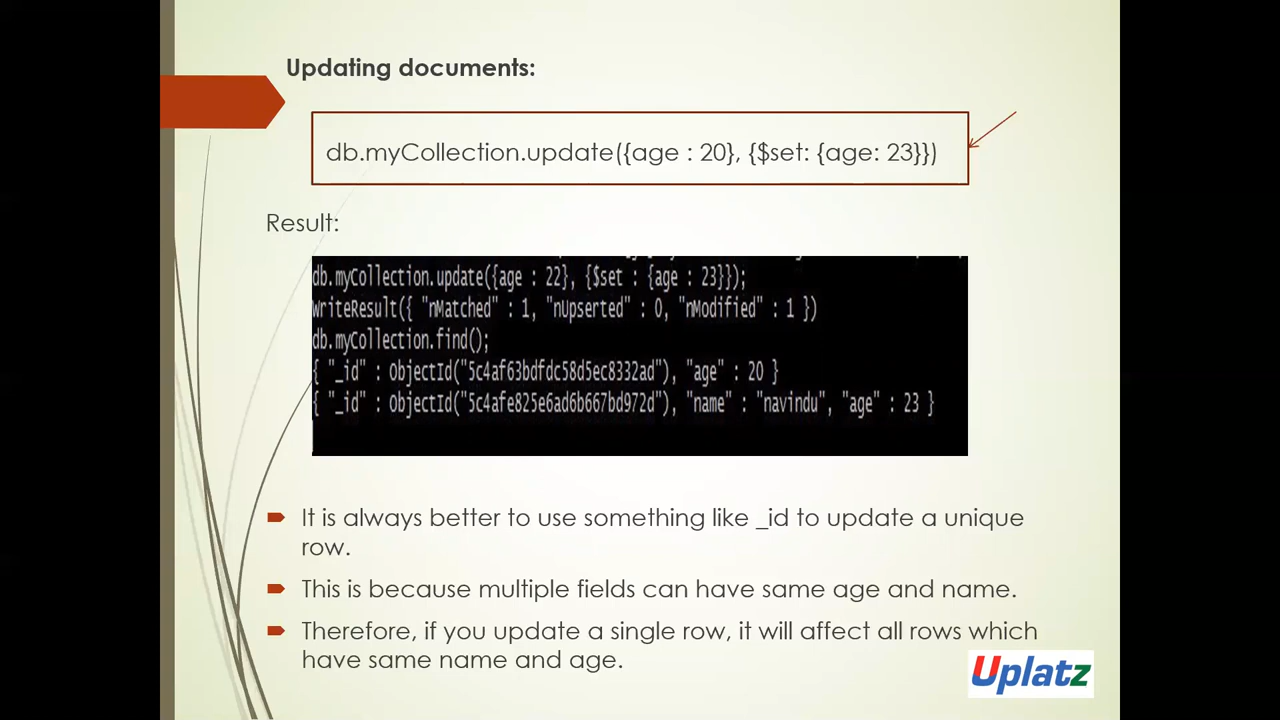 Updating documents:
db.myCollection.update({age : 20}, {$set: {age: 23}})
Result:
db.myCollection.update({age : 22}, {$set : {age : 23}});
WriteResult({ "nMatched" : 1, "nUpserted" : 0, "nModified" : 1 })
db.myCollection.find();
{ "_id" : ObjectId("5c4af63bdfdc58d5ec8332ad"), "age" : 20 }
{ "_id" : ObjectId("5c4afe825e6ad6b667bd972d"), "name" : "navindu", "age" : 23 }
It is always better to use something like _id to update a unique
row.
This is because multiple fields can have same age and name.
Therefore, if you update a single row, it will affect all rows which
have same name and age.
Uplatz